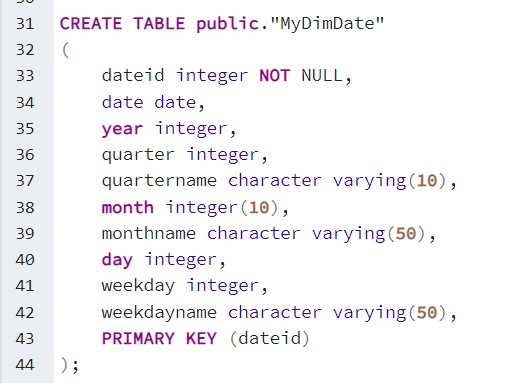 31 CREATE TABLE public."MyDimDate"
32 (
33 dateid integer NOT NULL,
34 date date,
35 year integer,
36 quarter integer,
37 quartername character varying(10),
38 month integer(10),
39 monthname character varying(50),
40 day integer,
41 weekday integer,
42 weekdayname character varying(50),
43 PRIMARY KEY (dateid)
44 );